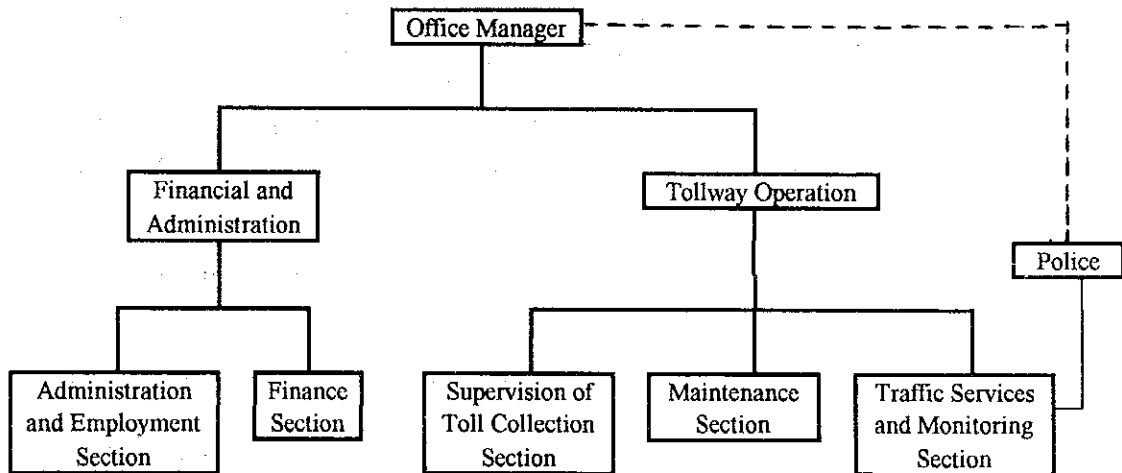 Office Manager
Financial and
Administration
Tollway Operation
Police
Administration
and Employment
Section
Finance
Section
Supervision of
Toll Collection
Section
Maintenance
Section
Traffic Services
and Monitoring
Section